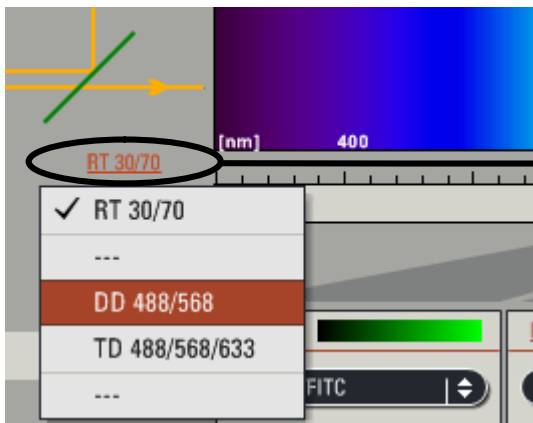 [nm] 400
RT 30/70
RT 30/70
---
DD 488/568
TD 488/568/633
---
FITC